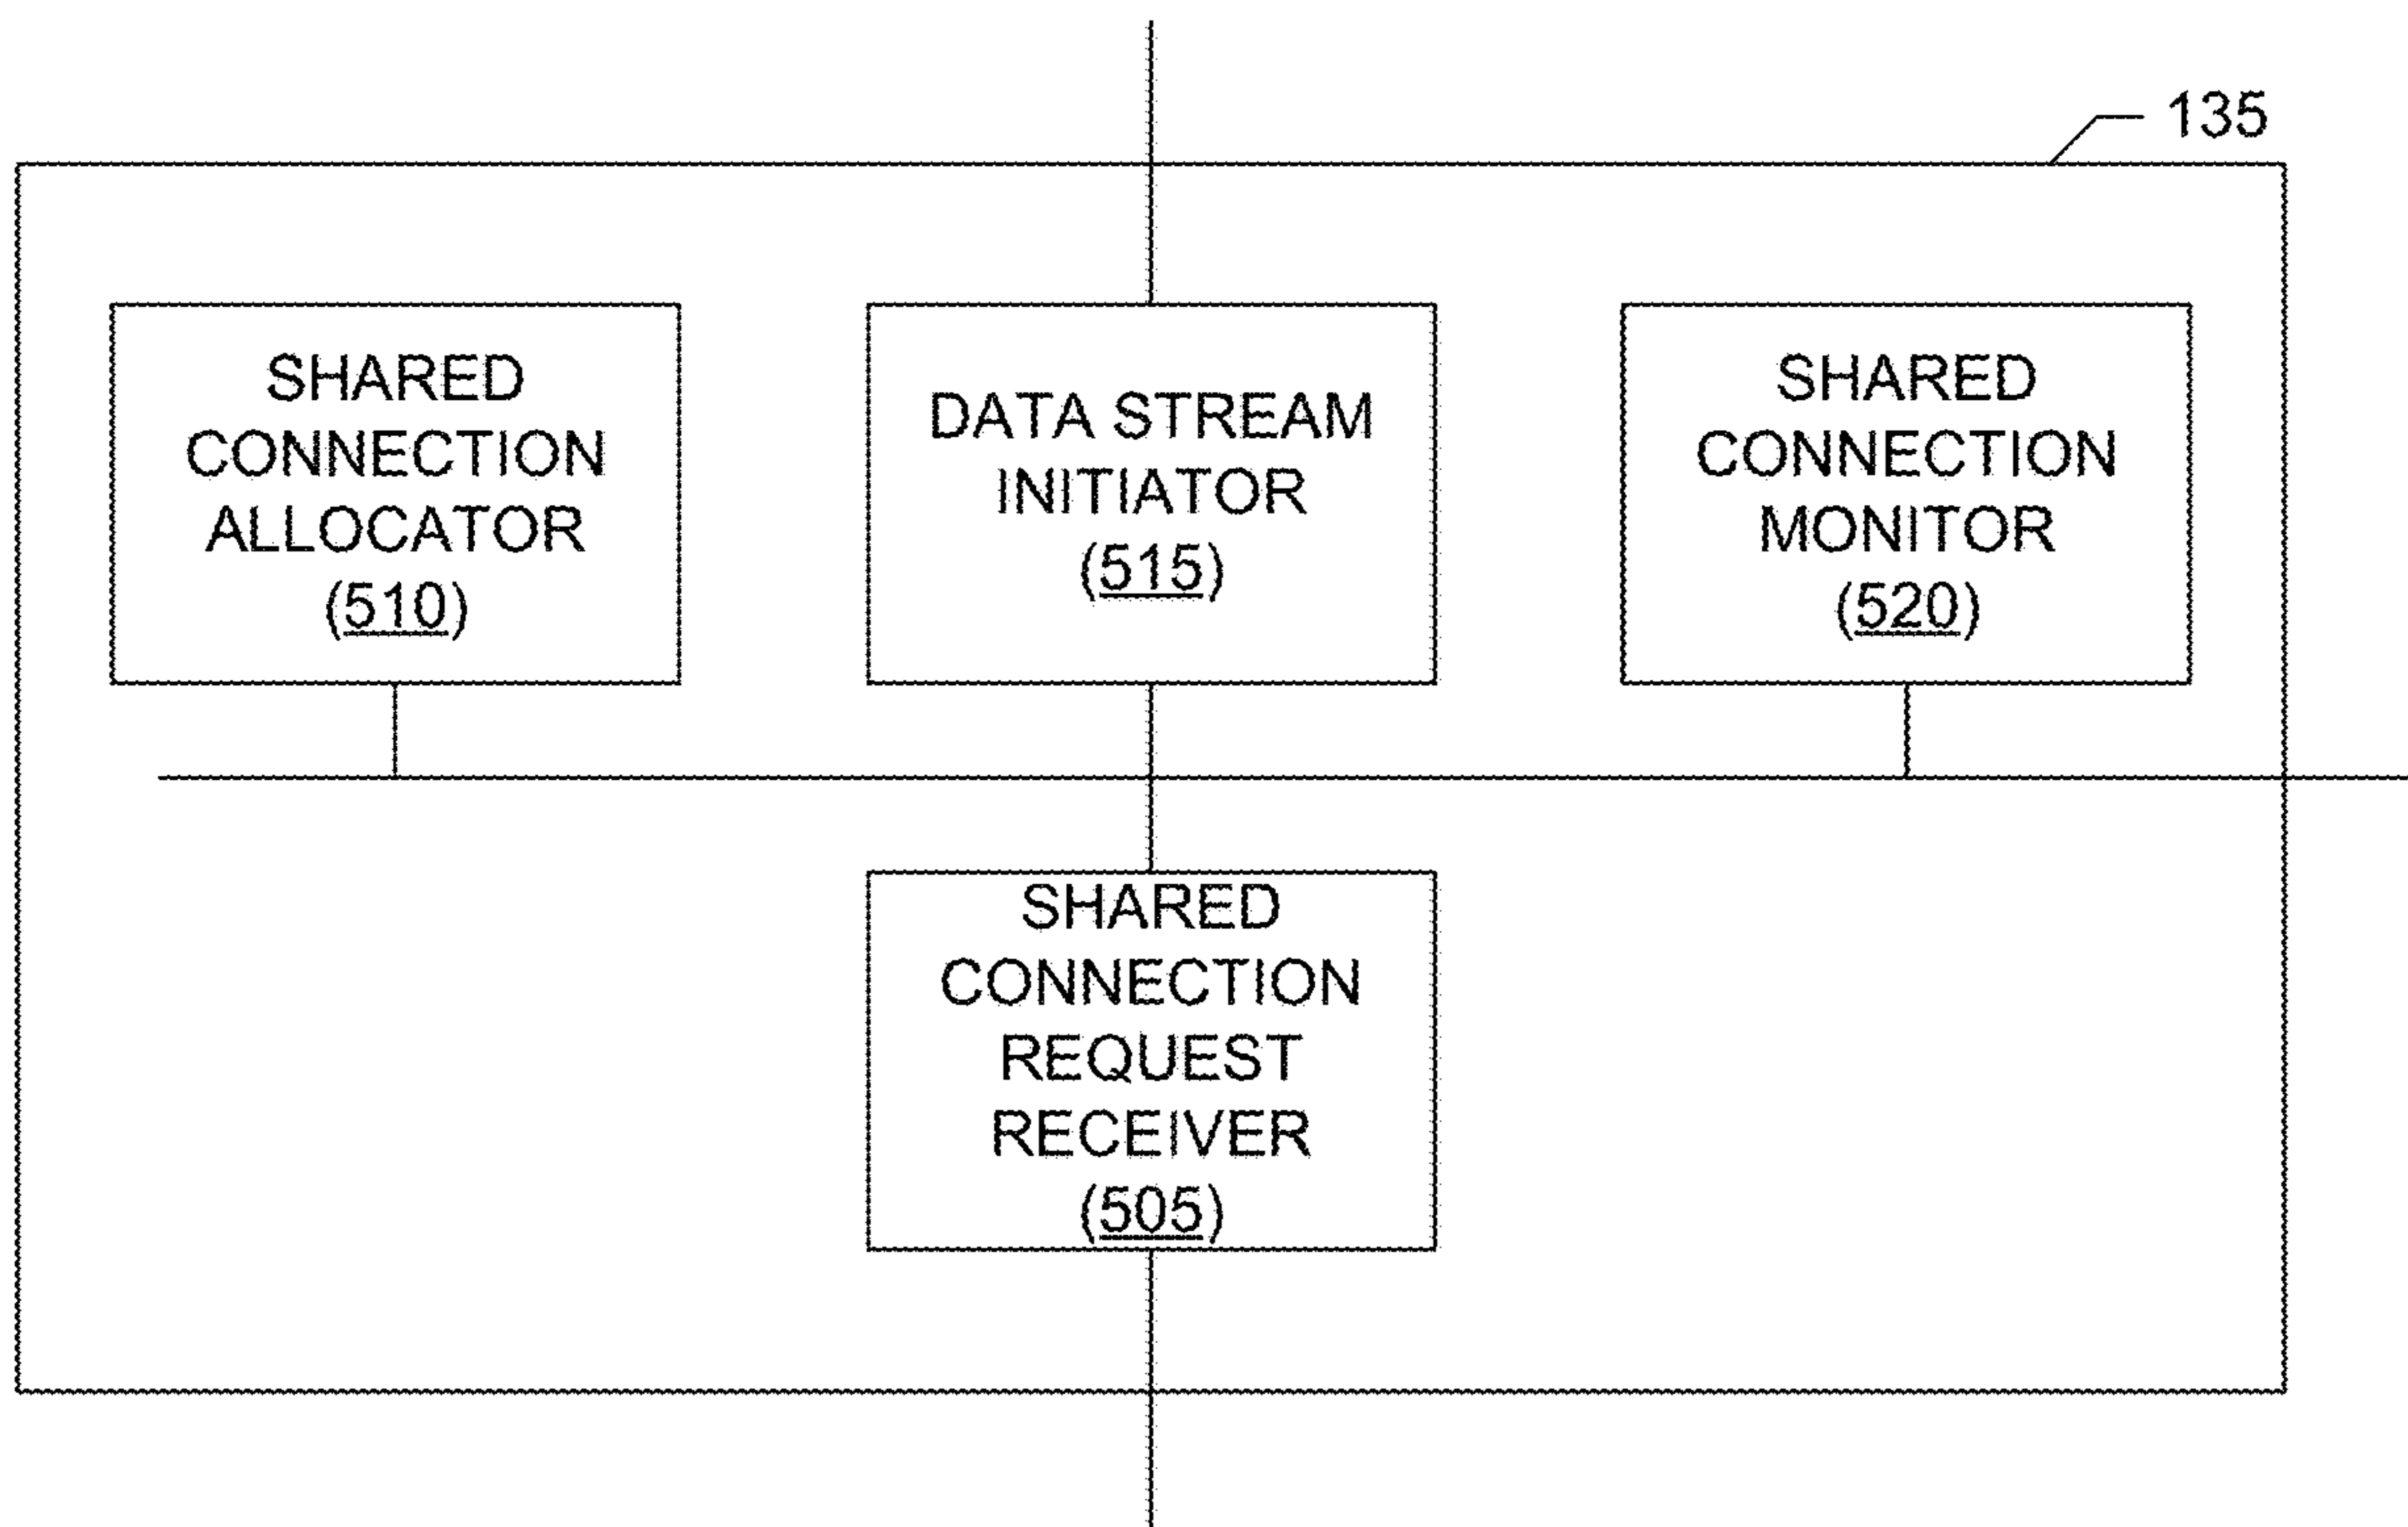 135
SHARED
CONNECTION
ALLOCATOR
(510)
DATA STREAM
INITIATOR
(515)
SHARED
CONNECTION
MONITOR
(520)
SHARED
CONNECTION
REQUEST
RECEIVER
(505)